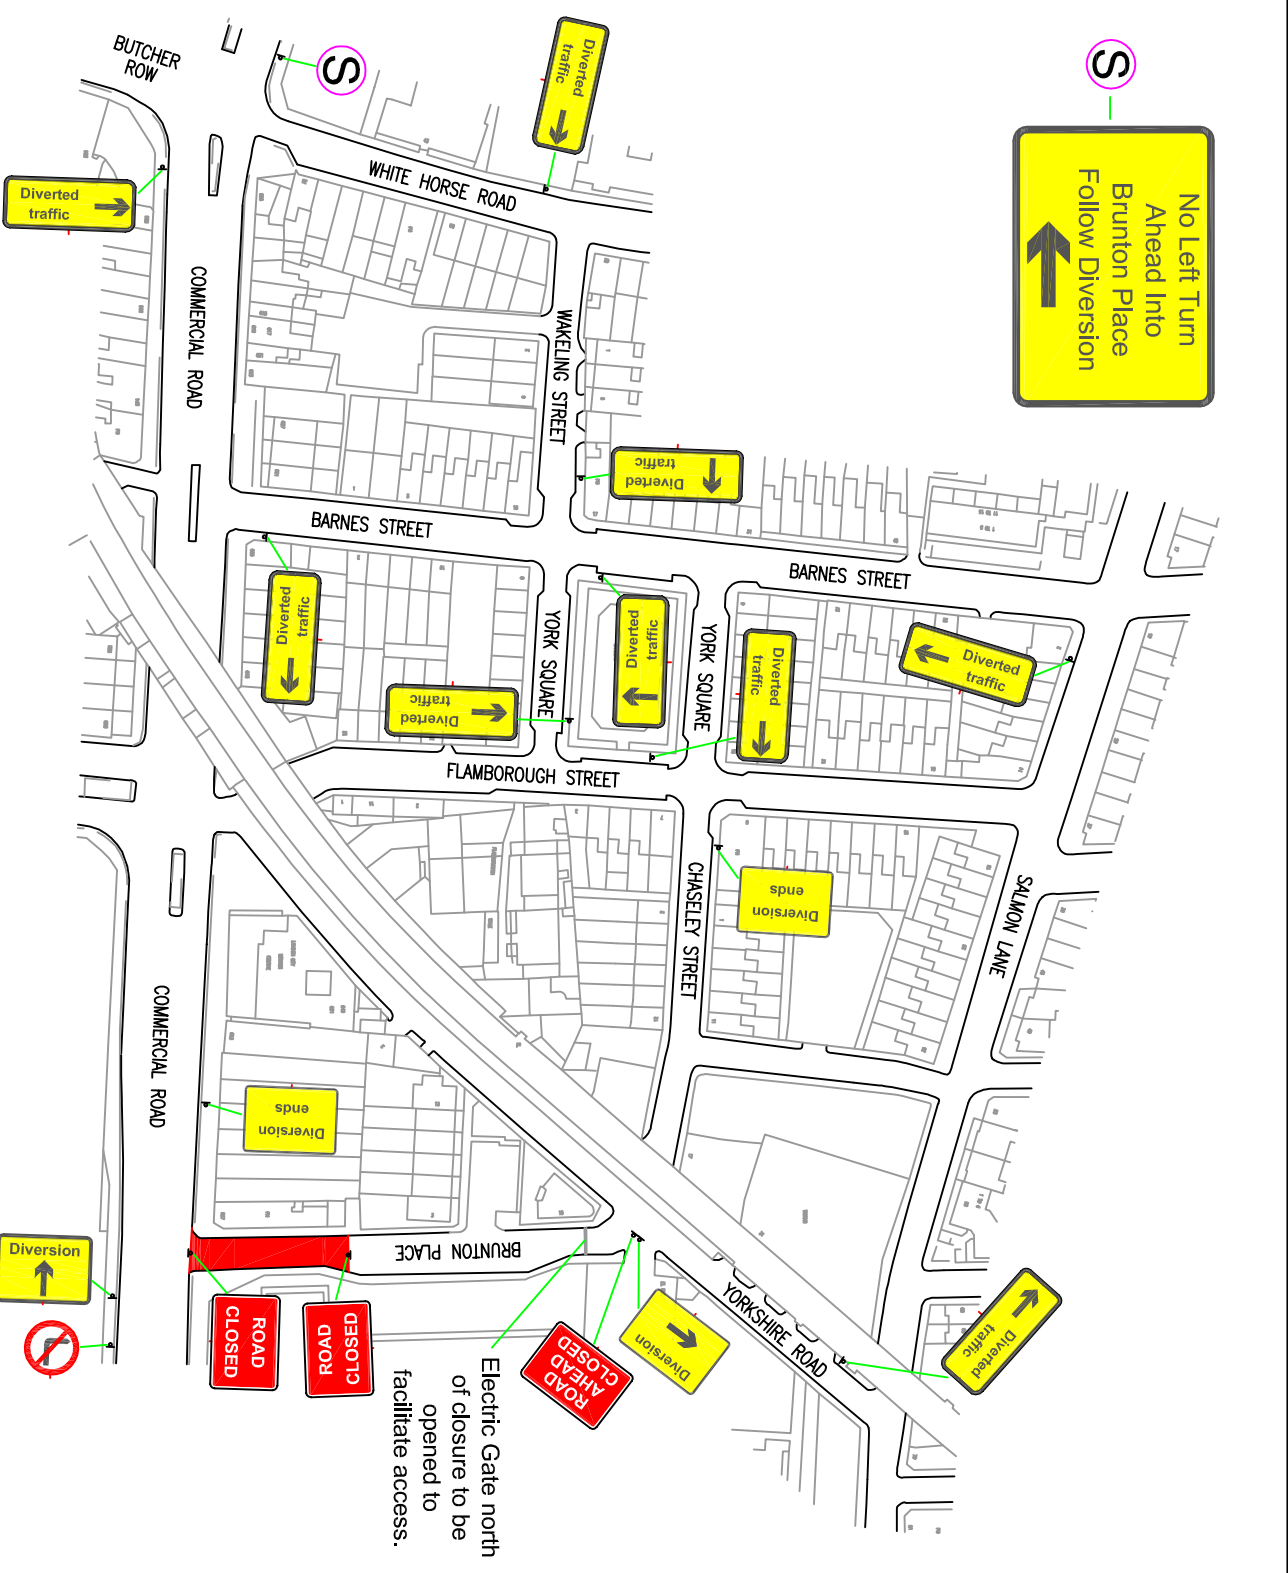 BUTCHER
ROW
S
Diverted
traffic
S
No Left Turn
Ahead Into
Brunton Place
Follow Diversion
WHITE HORSE ROAD
Diverted
traffic
COMMERCIAL ROAD
WAKELING STREET
Diverted
traffic
BARNES STREET
BARNES STREET
Diverted
traffic
YORK SQUARE
Diverted
traffic
YORK SQUARE
Diverted
traffic
Diverted
traffic
Diverted
traffic
FLAMBOROUGH STREET
CHASELEY STREET
Diversion
ends
SALMON LANE
COMMERCIAL ROAD
Diversion
ends
BRUNTON PLACE
Diversion
ROAD
CLOSED
ROAD
CLOSED
ROAD
AHEAD
CLOSED
Diversion
YORKSHIRE ROAD
Diverted
traffic
Electric Gate north
of closure to be
opened to
facilitate access.